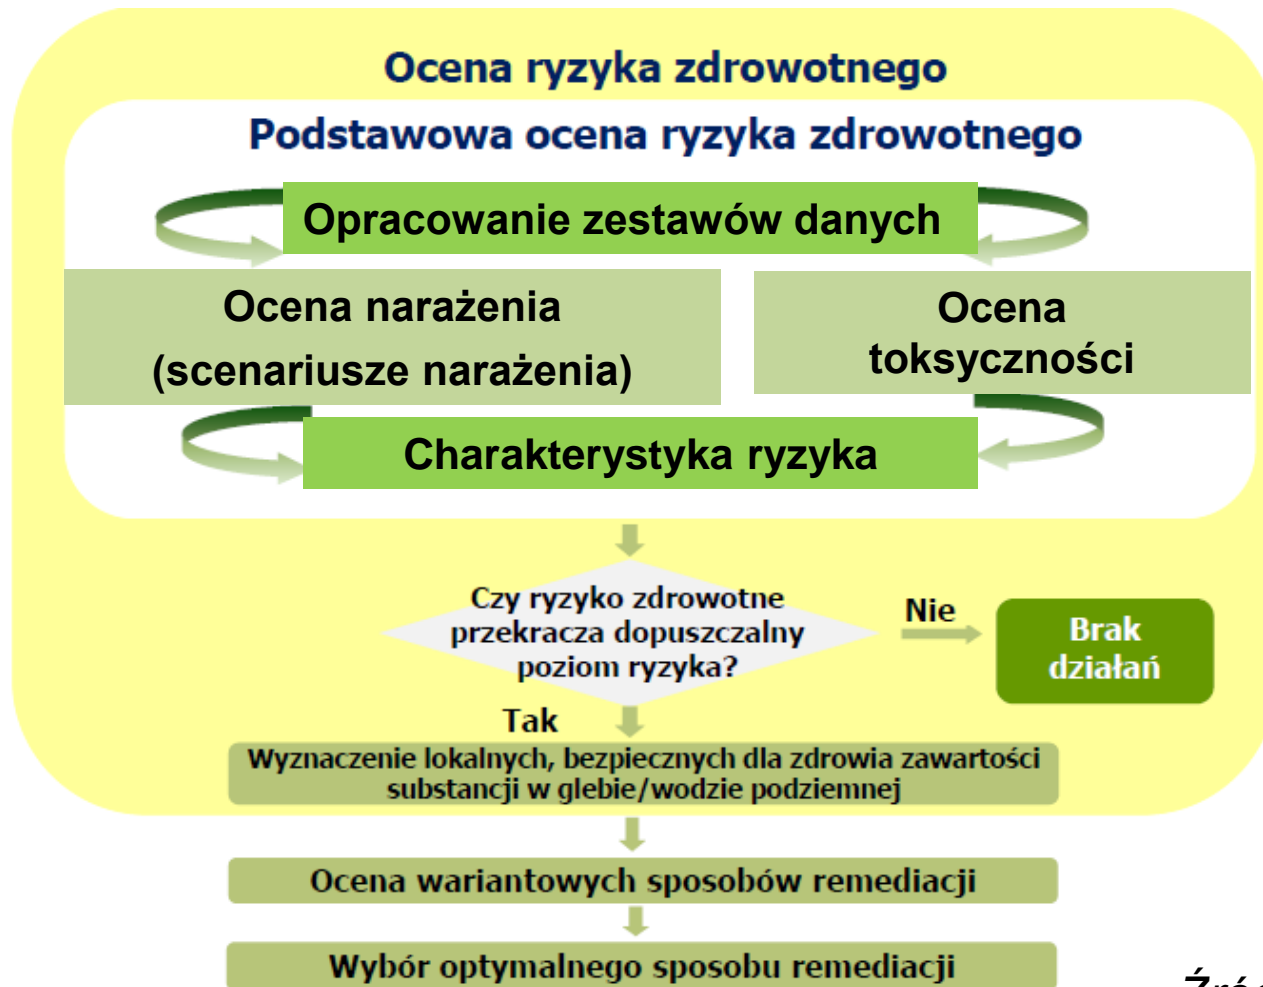 Ocena ryzyka zdrowotnego
Podstawowa ocena ryzyka zdrowotnego
Opracowanie zestawów danych
Ocena narażenia
(scenariusze narażenia)
Ocena
toksyczności
Charakterystyka ryzyka
Czy ryzyko zdrowotne
przekracza dopuszczalny
poziom ryzyka?
Nie
Brak
działań
Tak
Wyznaczenie lokalnych, bezpiecznych dla zdrowia zawartości
substancji w glebie/wodzie podziemnej
Ocena wariantowych sposobów remediacji
Wybór optymalnego sposobu remediacji